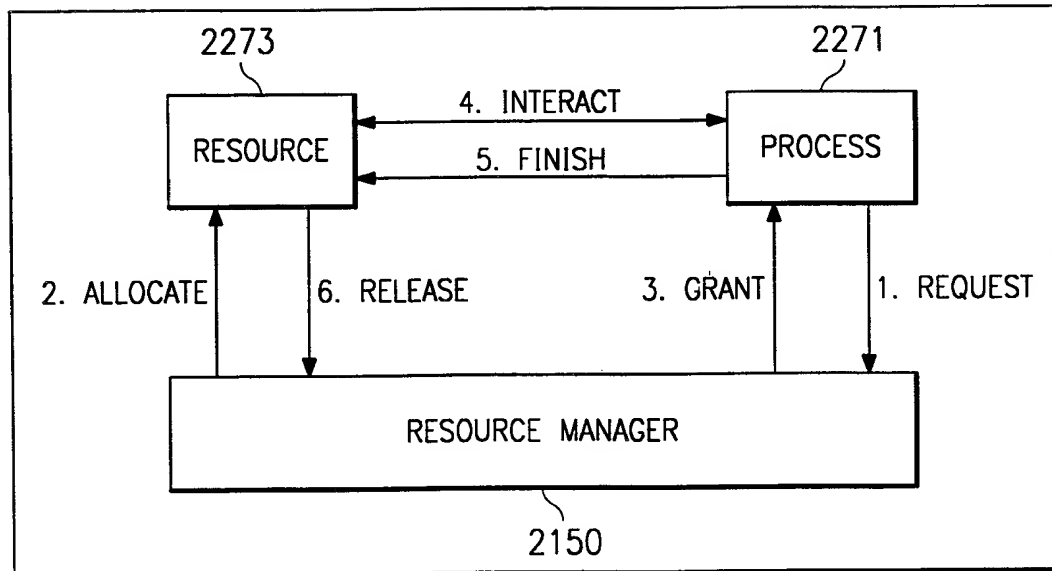 2273
2271
4. INTERACT
RESOURCE
PROCESS
5. FINISH
2. ALLOCATE
6. RELEASE
3. GRANT
1. REQUEST
RESOURCE MANAGER
2150